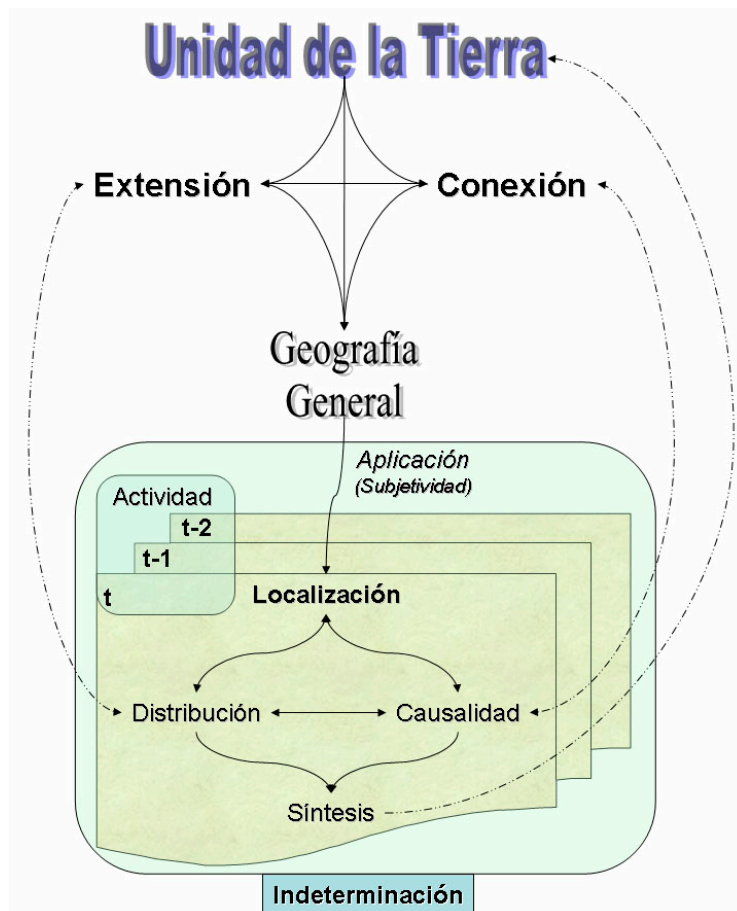 Unidad de la Tierra
Extensión
Conexión
Geografía
General
Aplicación
(Subjetividad)
Actividad
t-2
t-1
t
Localización
Distribución
Causalidad
Síntesis
Indeterminación